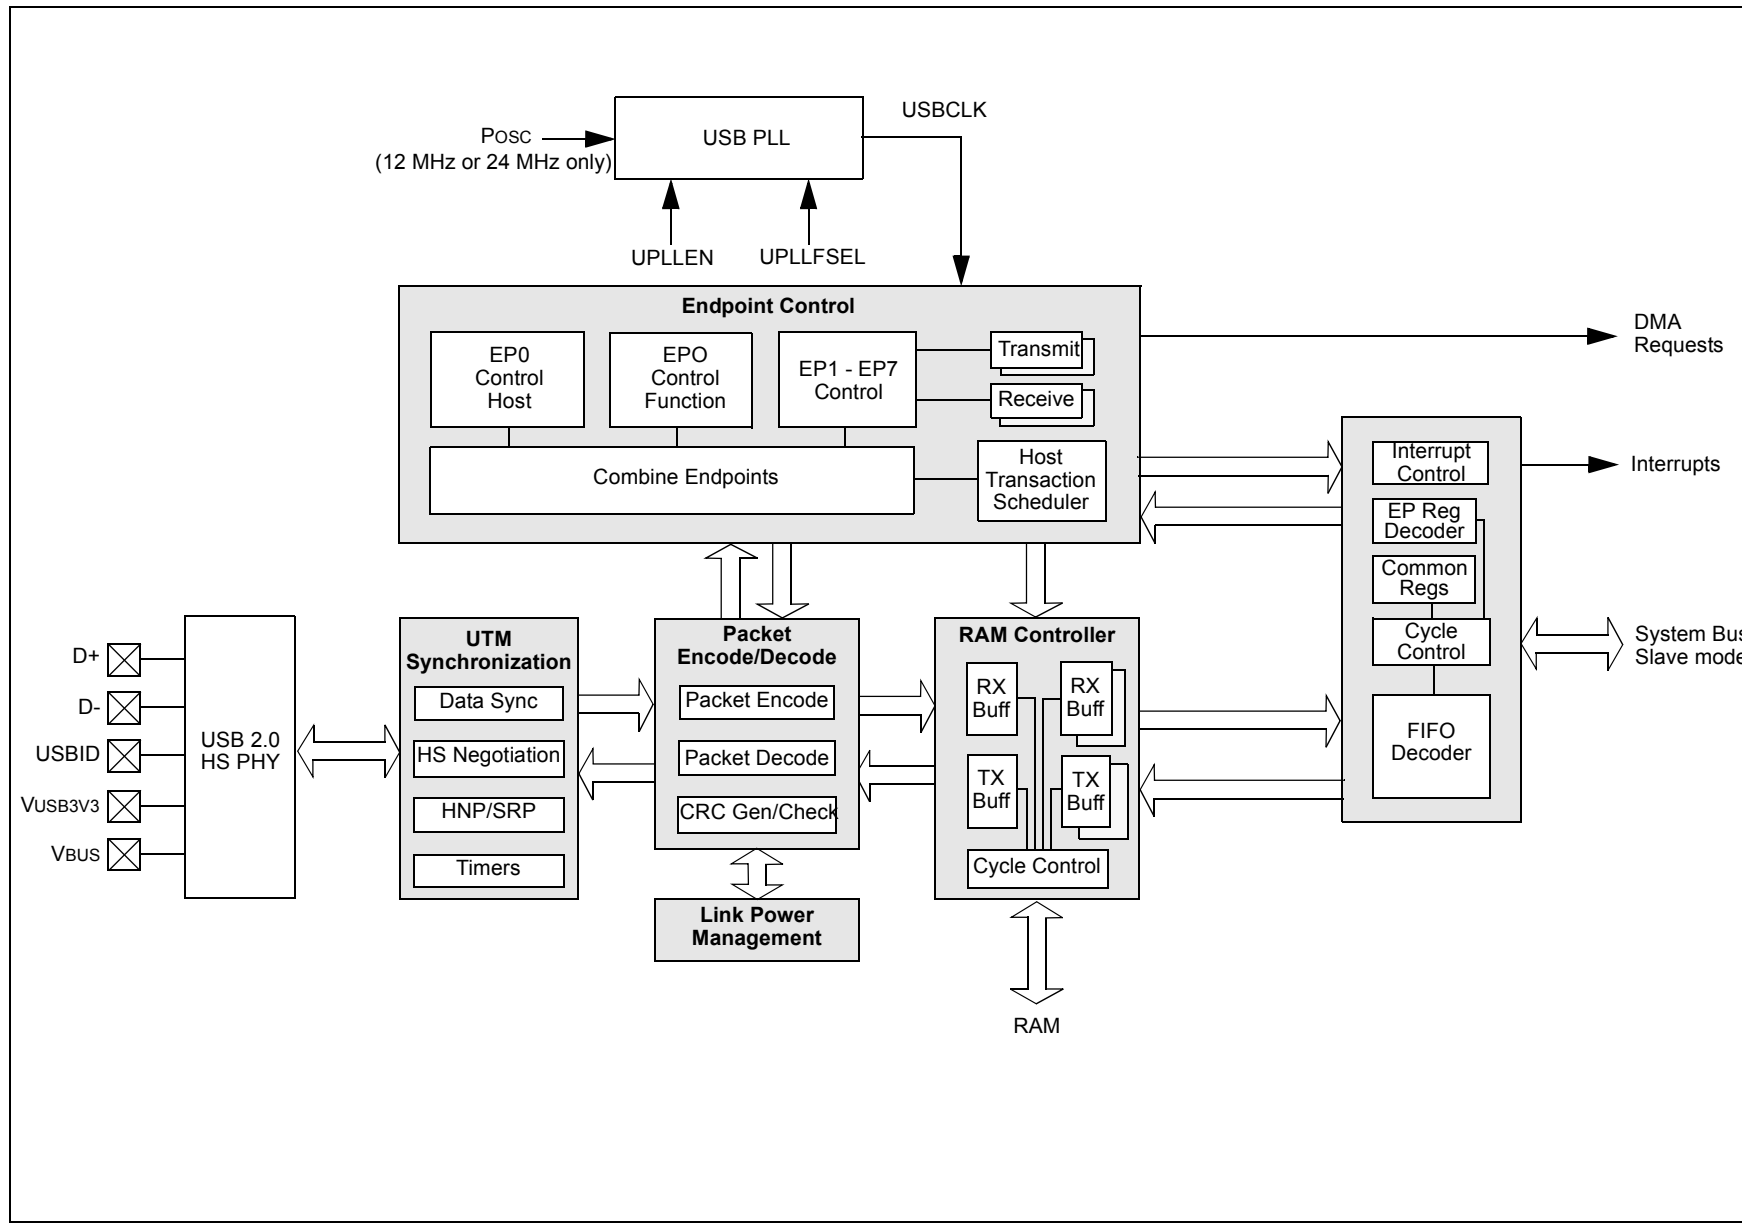 USBCLK
POSC
(12 MHz or 24 MHz only)
USB PLL
UPLLEN
UPLLFSEL
Endpoint Control
EP0
Control
Host
EPO
Control
Function
EP1 - EP7
Control
Transmit
Receive
Combine Endpoints
Host
Transaction
Scheduler
DMA
Requests
Interrupt
Control
Interrupts
EP Reg
Decoder
Common
Regs
Cycle
Control
FIFO
Decoder
System Bus
Slave mode
D+
D-
USBID
VUSB3V3
VBUS
USB 2.0
HS PHY
UTM
Synchronization
Data Sync
HS Negotiation
HNP/SRP
Timers
Packet
Encode/Decode
Packet Encode
Packet Decode
CRC Gen/Check
Link Power
Management
RAM Controller
RX
Buff
RX
Buff
TX
Buff
TX
Buff
Cycle Control
RAM